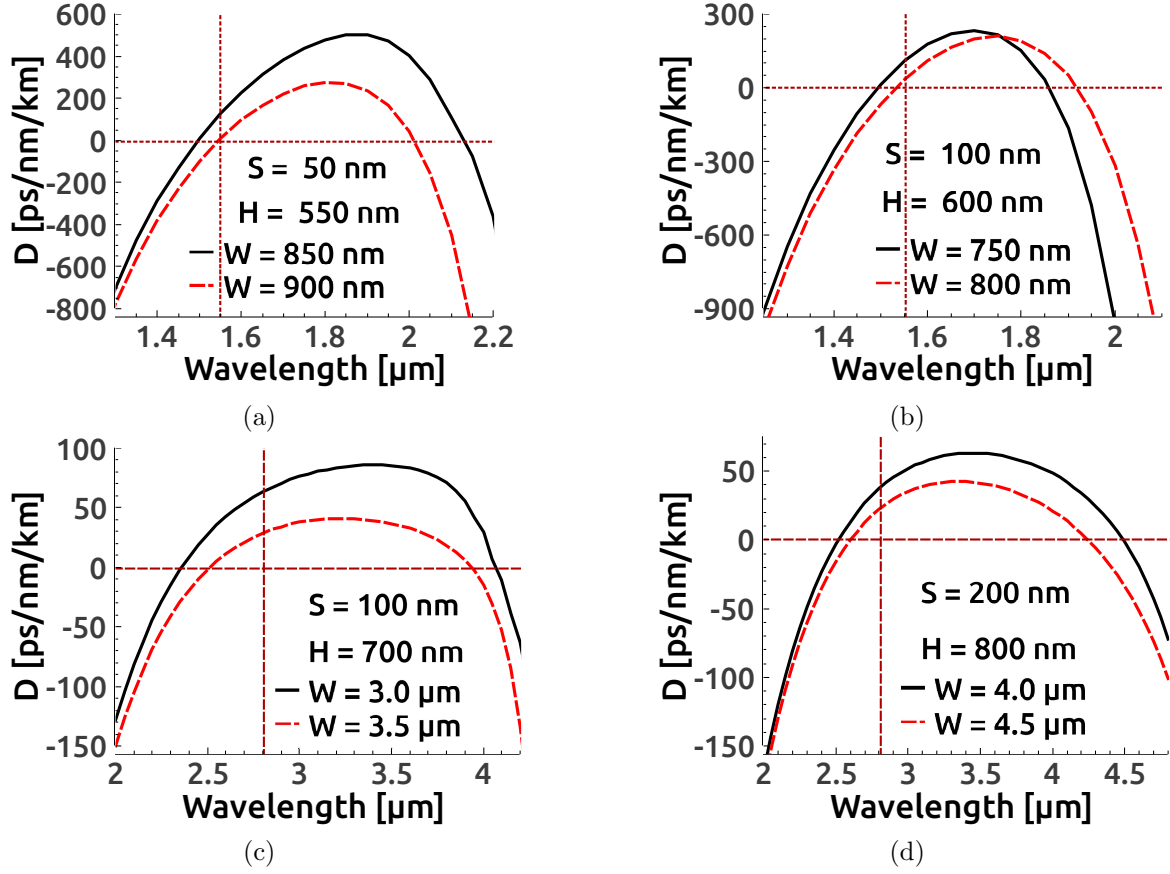 600
400
200
0
-200
-400
-600
-800
D [ps/nm/km]
S = 50 nm
H = 550 nm
W = 850 nm
W = 900 nm
1.4 1.6 1.8 2 2.2
Wavelength [µm]
(a)
300
0
-300
-600
-900
D [ps/nm/km]
S = 100 nm
H = 600 nm
W = 750 nm
W = 800 nm
1.4 1.6 1.8 2
Wavelength [µm]
(b)
100
50
0
-50
-100
-150
D [ps/nm/km]
S = 100 nm
H = 700 nm
W = 3.0 µm
W = 3.5 µm
2 2.5 3 3.5 4
Wavelength [µm]
(c)
50
0
-50
-100
-150
D [ps/nm/km]
S = 200 nm
H = 800 nm
W = 4.0 µm
W = 4.5 µm
2 2.5 3 3.5 4 4.5
Wavelength [µm]
(d)